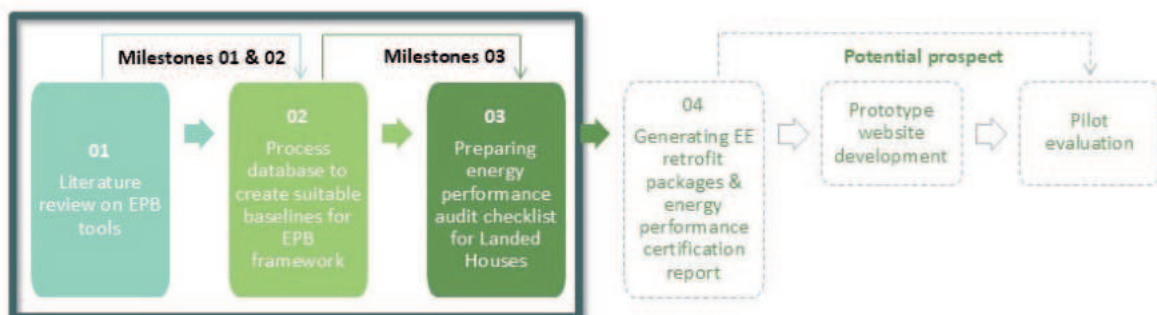 Milestones 01 & 02
Milestones 03
Potential prospect
01
Literature
review on EPB
tools
02
Process
database to
create suitable
baselines for
EPB
framework
03
Preparing
energy
performance
audit checklist
for Landed
Houses
04
Generating EE
retrofit
packages &
energy
performance
certification
report
Prototype
website
development
Pilot
evaluation